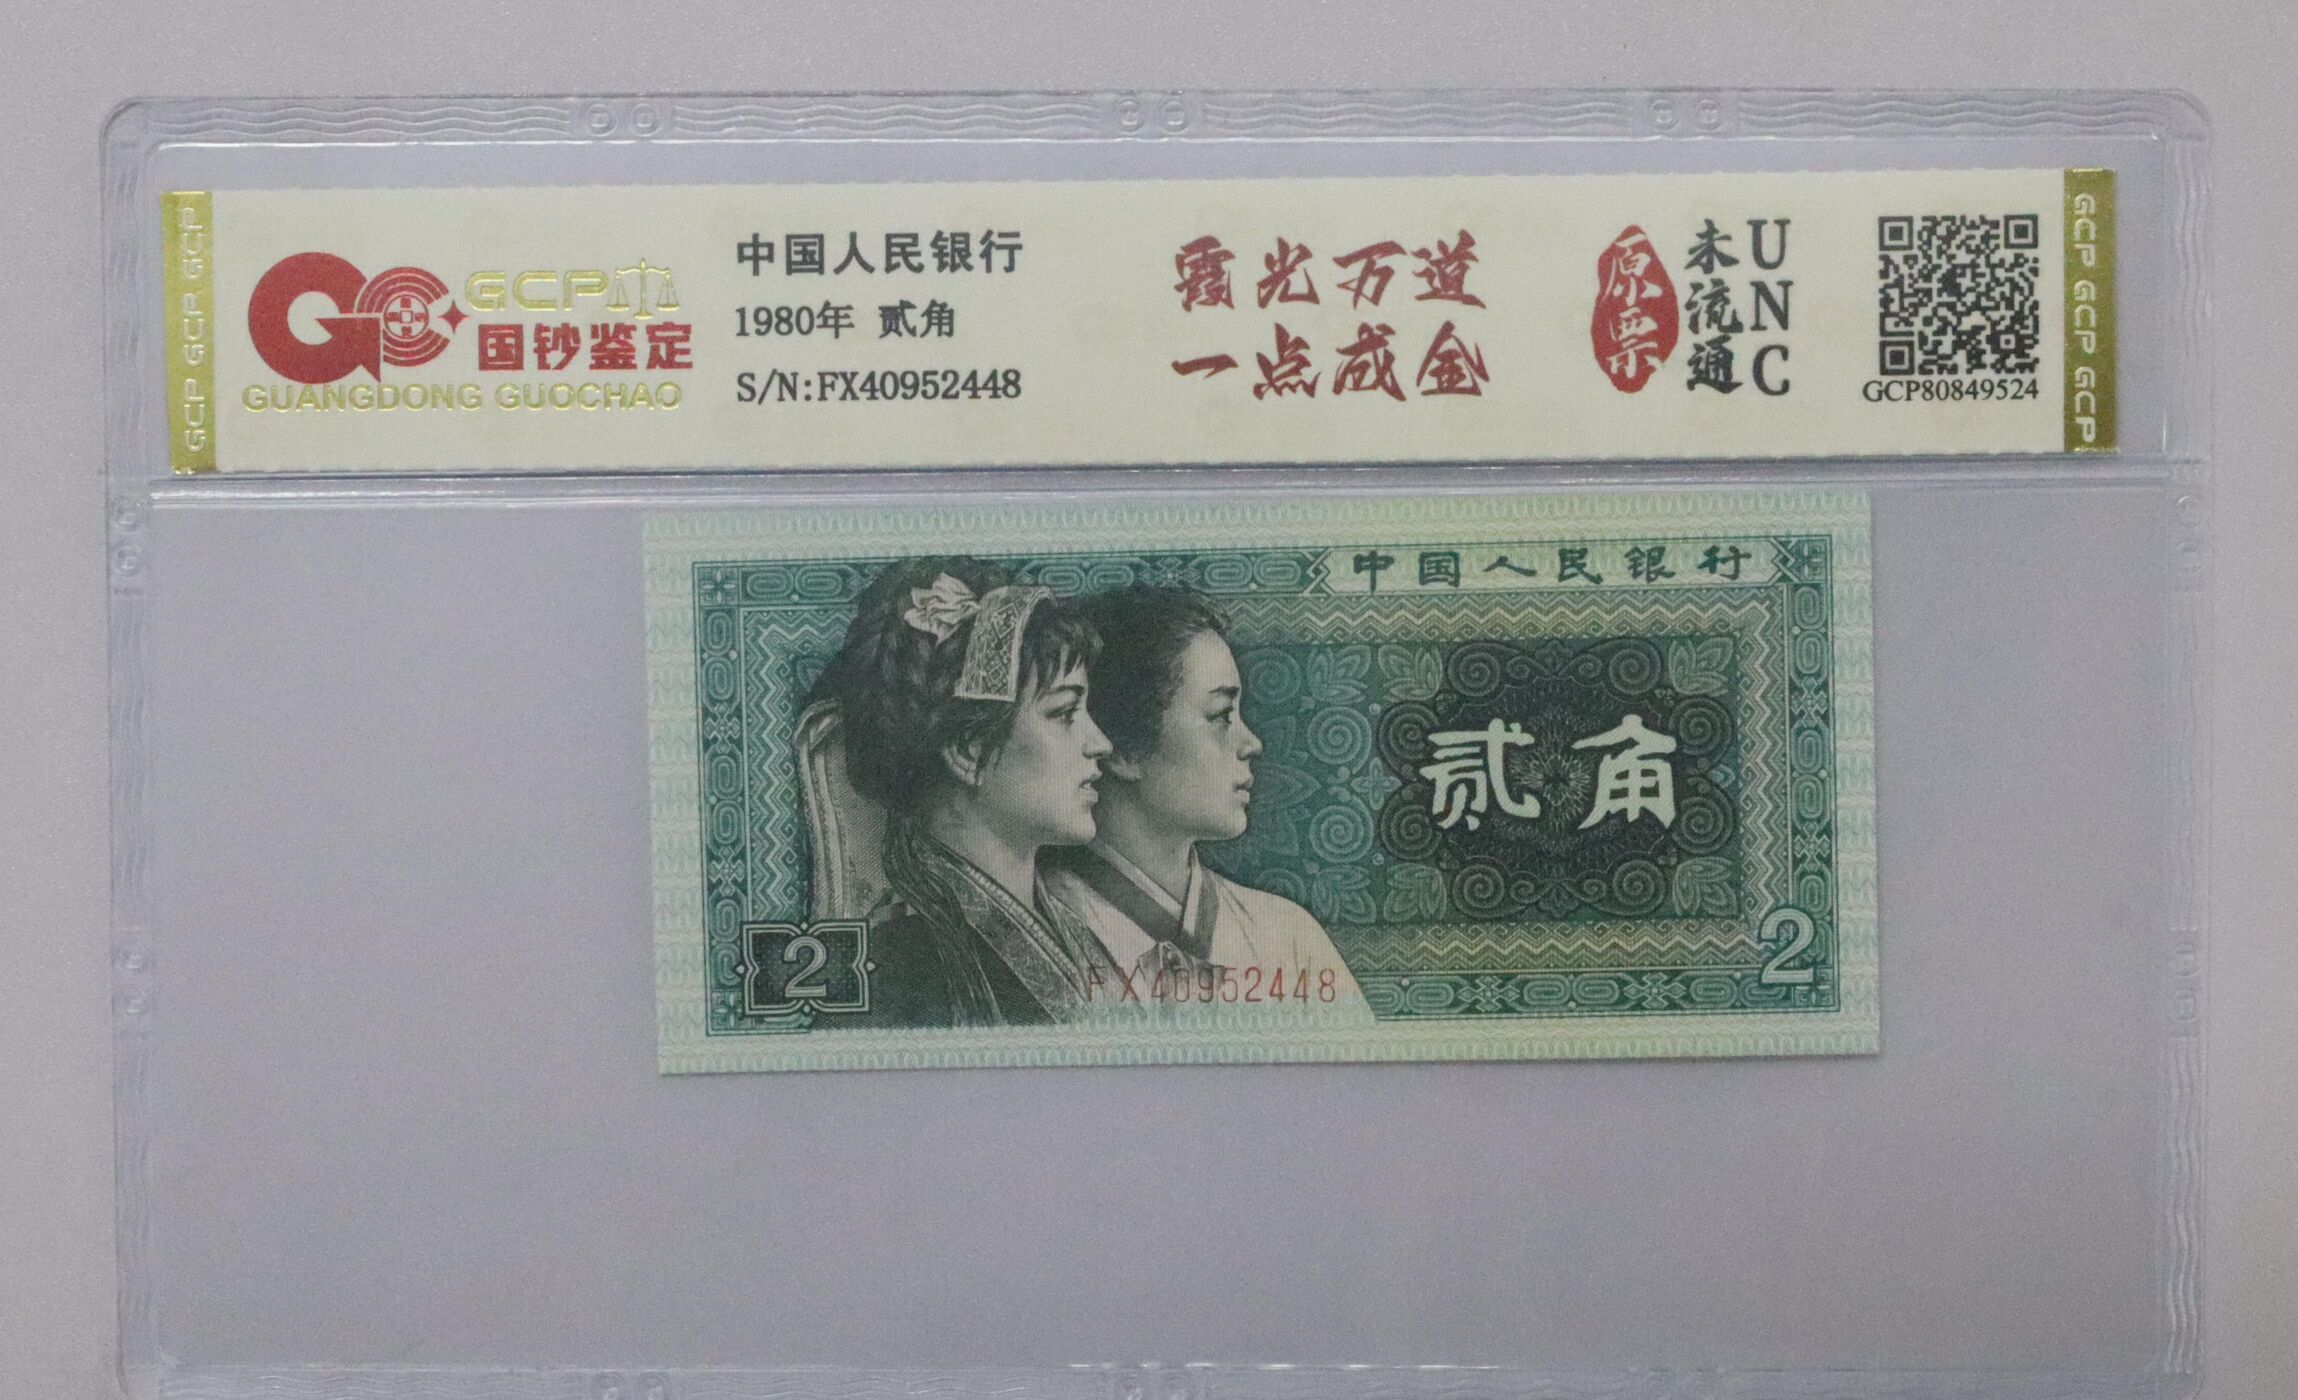 GCP GCP GCP
GCP
国钞鉴定
GUANGDONG GUOCHAO
中国人民银行
1980年 贰角
S/N:FX40952448
霞光万道
一点成金
原票
未流通
UNC
GCP80849524
GCP GCP GCP
中国人民银行
贰角
2
2
FX40952448